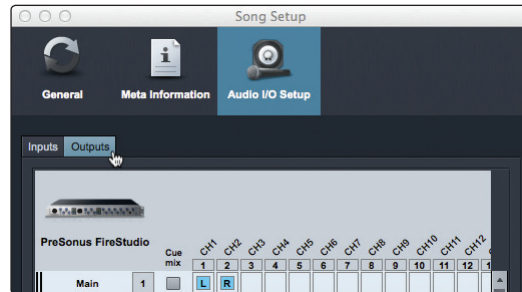 Song Setup
General Meta Information Audio I/O Setup
Inputs Outputs
PreSonus FireStudio
Cue mix CH1 CH2 CH3 CH4 CH5 CH6 CH7 CH8 CH9 CH10 CH11 CH12
1 2 3 4 5 6 7 8 9 10 11 12 1
Main 1 L R